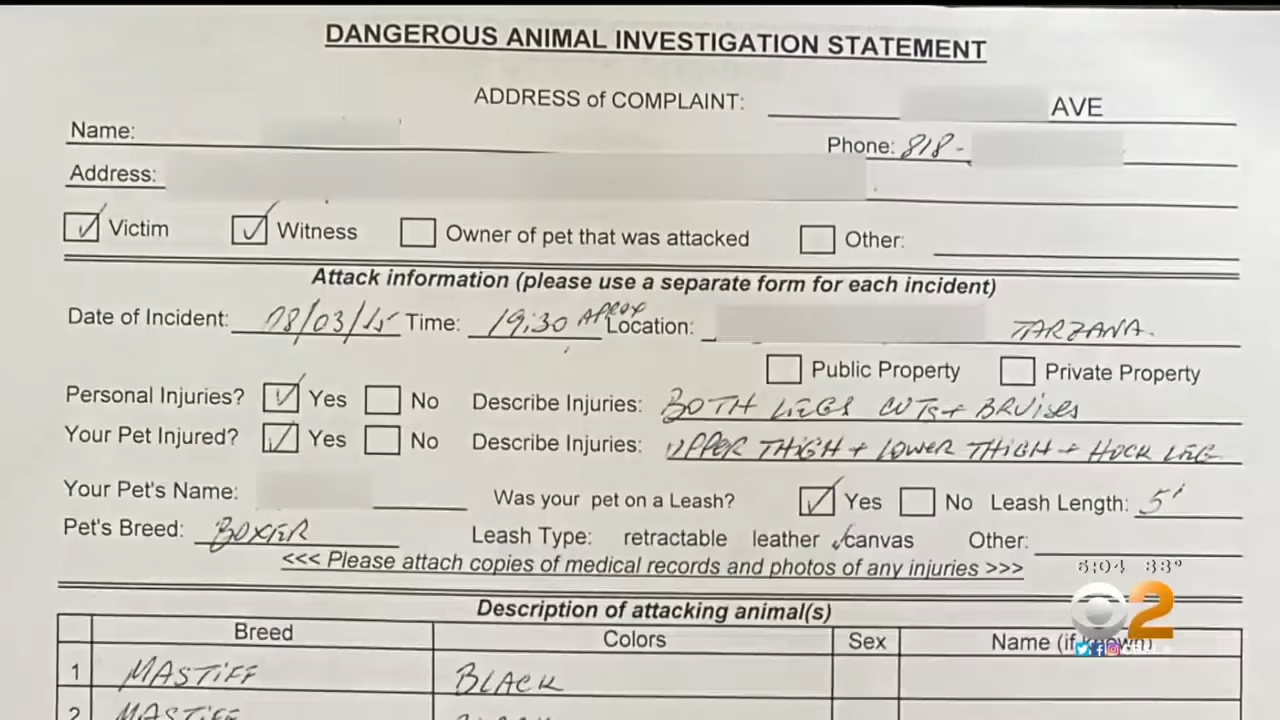 DANGEROUS ANIMAL INVESTIGATION STATEMENT
ADDRESS of COMPLAINT: AVE
Name:
Phone: 818-
Address:
Victim Witness Owner of pet that was attacked Other:
Attack information (please use a separate form for each incident)
Date of Incident: 08/03/15 Time: 19:30 APROX Location: TARZANA.
Public Property Private Property
Personal Injuries? Yes No Describe Injuries: BOTH LEGS CUTS + BRUISES
Your Pet Injured? Yes No Describe Injuries: UPPER THIGH + LOWER THIGH + HOCK LEG
Your Pet's Name: Was your pet on a Leash? Yes No Leash Length: 5'
Pet's Breed: BOXER Leash Type: retractable leather canvas Other:
<<< Please attach copies of medical records and photos of any injuries >>>
Description of attacking animal(s)
Breed Colors Sex Name (if known)
1 MASTIFF BLACK
2 MASTIFF
2